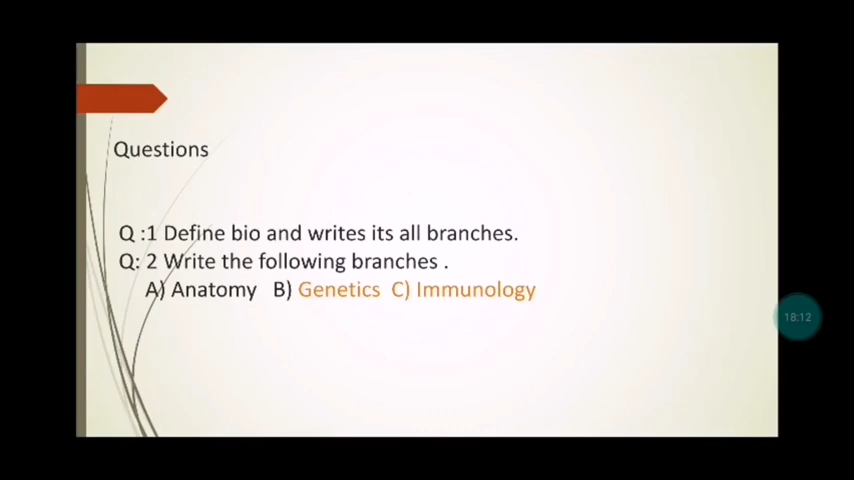 Questions
Q :1 Define bio and writes its all branches.
Q: 2 Write the following branches .
A) Anatomy B) Genetics C) Immunology
18:12